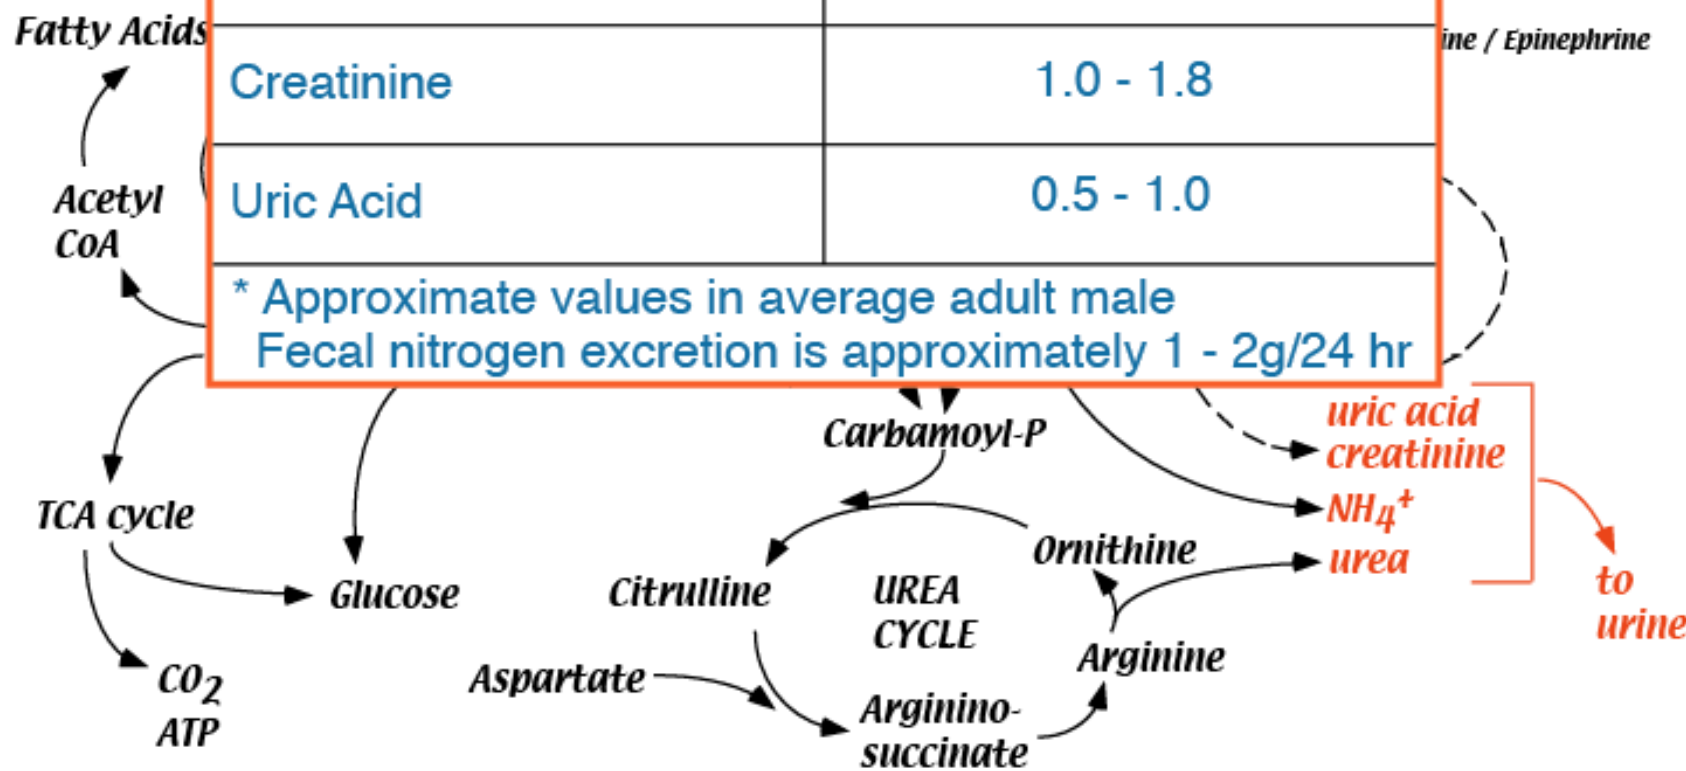 Fatty Acids
ine / Epinephrine
Creatinine 1.0 - 1.8
Uric Acid 0.5 - 1.0
* Approximate values in average adult male
Fecal nitrogen excretion is approximately 1 - 2g/24 hr
Acetyl
CoA
Carbamoyl-P
uric acid
creatinine
NH4+
urea
to
urine
TCA cycle
Glucose
CO2
ATP
Citrulline
UREA
CYCLE
Ornithine
Aspartate
Arginine
Arginino-
succinate